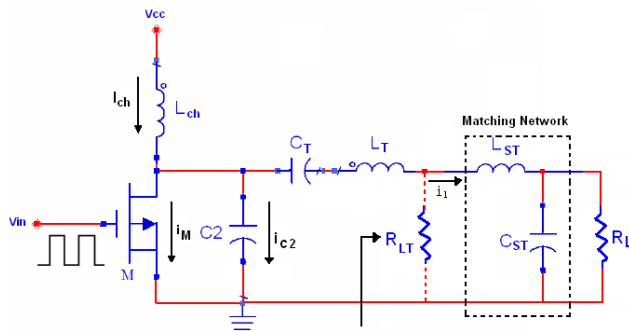 Vcc
Ich
Lch
Matching Network
CT
LT
LST
i1
Vin
iM
C2
ic2
RLT
CST
RL
M